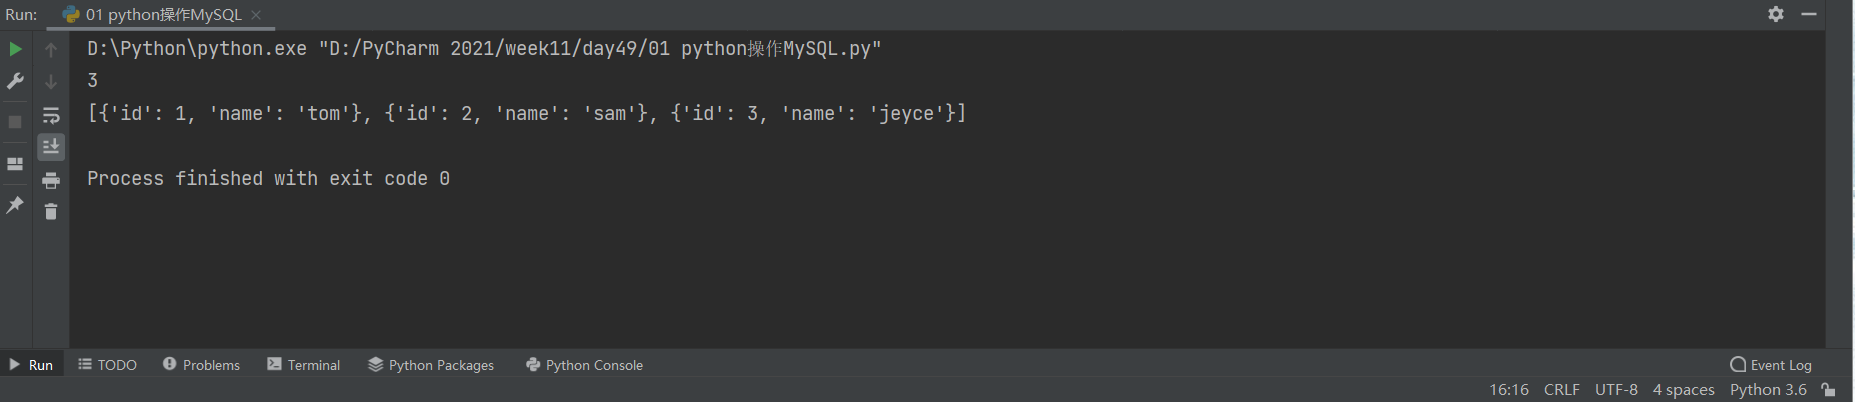 Run: 01 python操作MySQL
D:\Python\python.exe "D:/PyCharm 2021/week11/day49/01 python操作MySQL.py"
3
[{'id': 1, 'name': 'tom'}, {'id': 2, 'name': 'sam'}, {'id': 3, 'name': 'jeyce'}]
Process finished with exit code 0
Run TODO Problems Terminal Python Packages Python Console Event Log
16:16 CRLF UTF-8 4 spaces Python 3.6